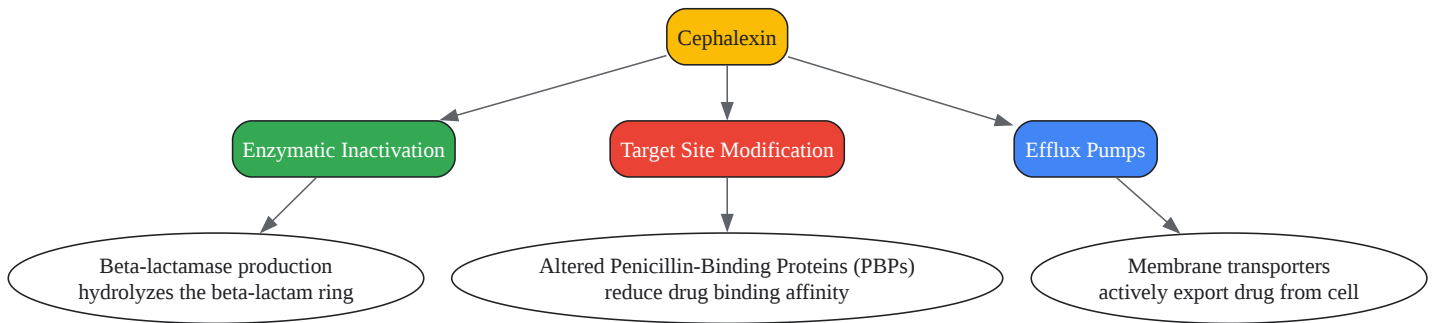 Cephalexin
Enzymatic Inactivation
Target Site Modification
Efflux Pumps
Beta-lactamase production
hydrolyzes the beta-lactam ring
Altered Penicillin-Binding Proteins (PBPs)
reduce drug binding affinity
Membrane transporters
actively export drug from cell